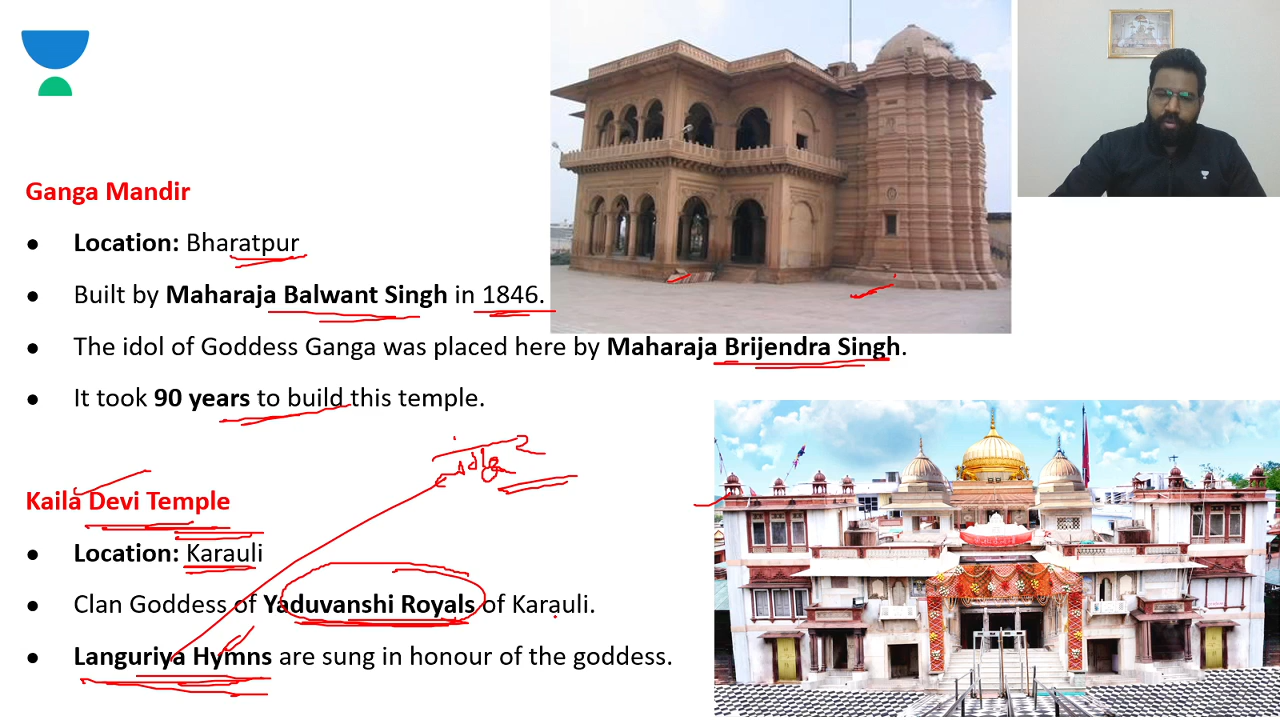 Ganga Mandir
● Location: Bharatpur
● Built by Maharaja Balwant Singh in 1846.
● The idol of Goddess Ganga was placed here by Maharaja Brijendra Singh.
● It took 90 years to build this temple.
Kaila Devi Temple
● Location: Karauli
● Clan Goddess of Yaduvanshi Royals of Karauli.
● Languriya Hymns are sung in honour of the goddess.